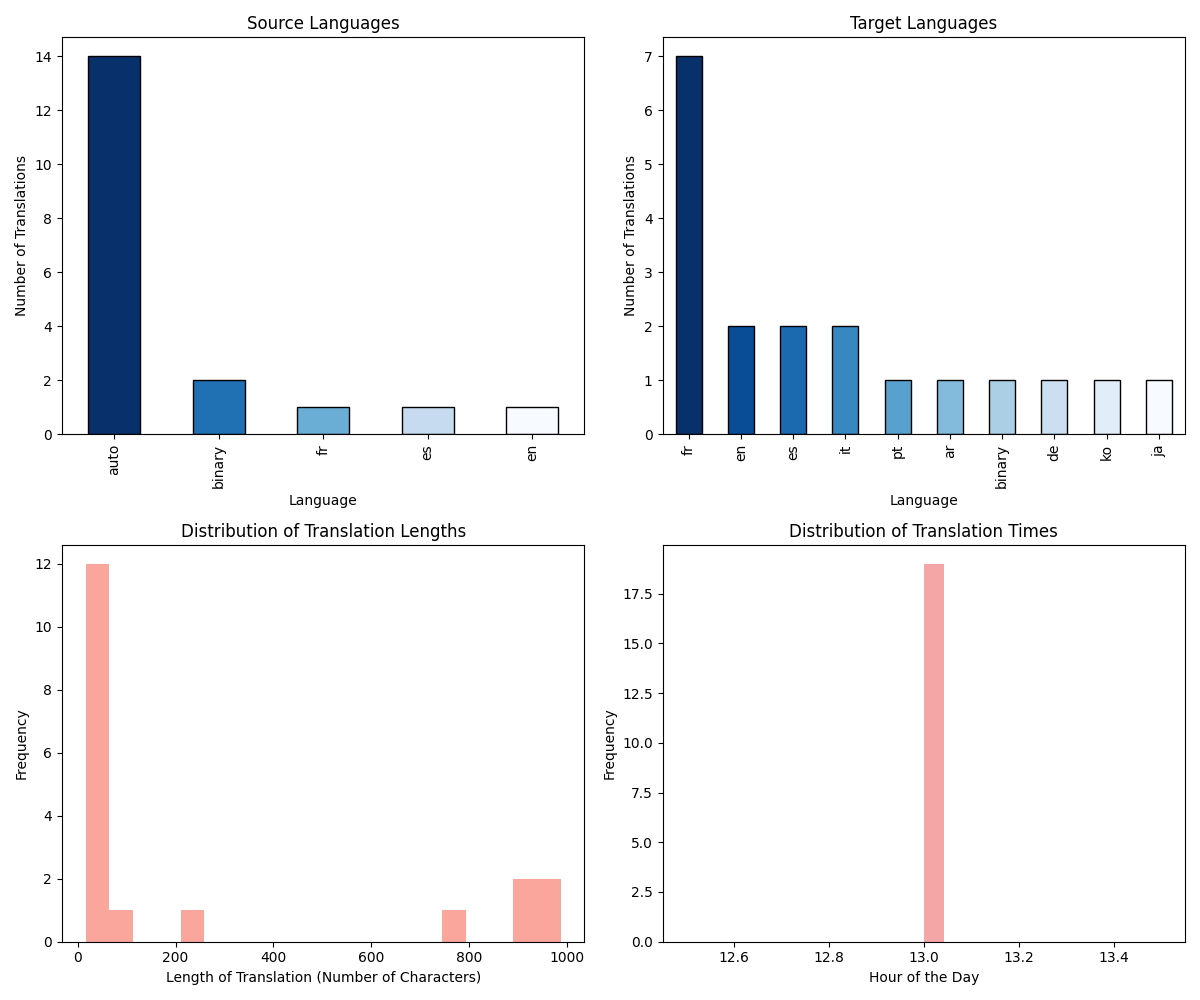 Source Languages
Number of Translations
14
12
10
8
6
4
2
0
auto
binary
fr
es
en
Language
Target Languages
Number of Translations
7
6
5
4
3
2
1
0
fr
en
es
it
pt
ar
binary
de
ko
ja
Language
Distribution of Translation Lengths
Frequency
12
10
8
6
4
2
0
0 200 400 600 800 1000
Length of Translation (Number of Characters)
Distribution of Translation Times
Frequency
17.5
15.0
12.5
10.0
7.5
5.0
2.5
0.0
12.6 12.8 13.0 13.2 13.4
Hour of the Day